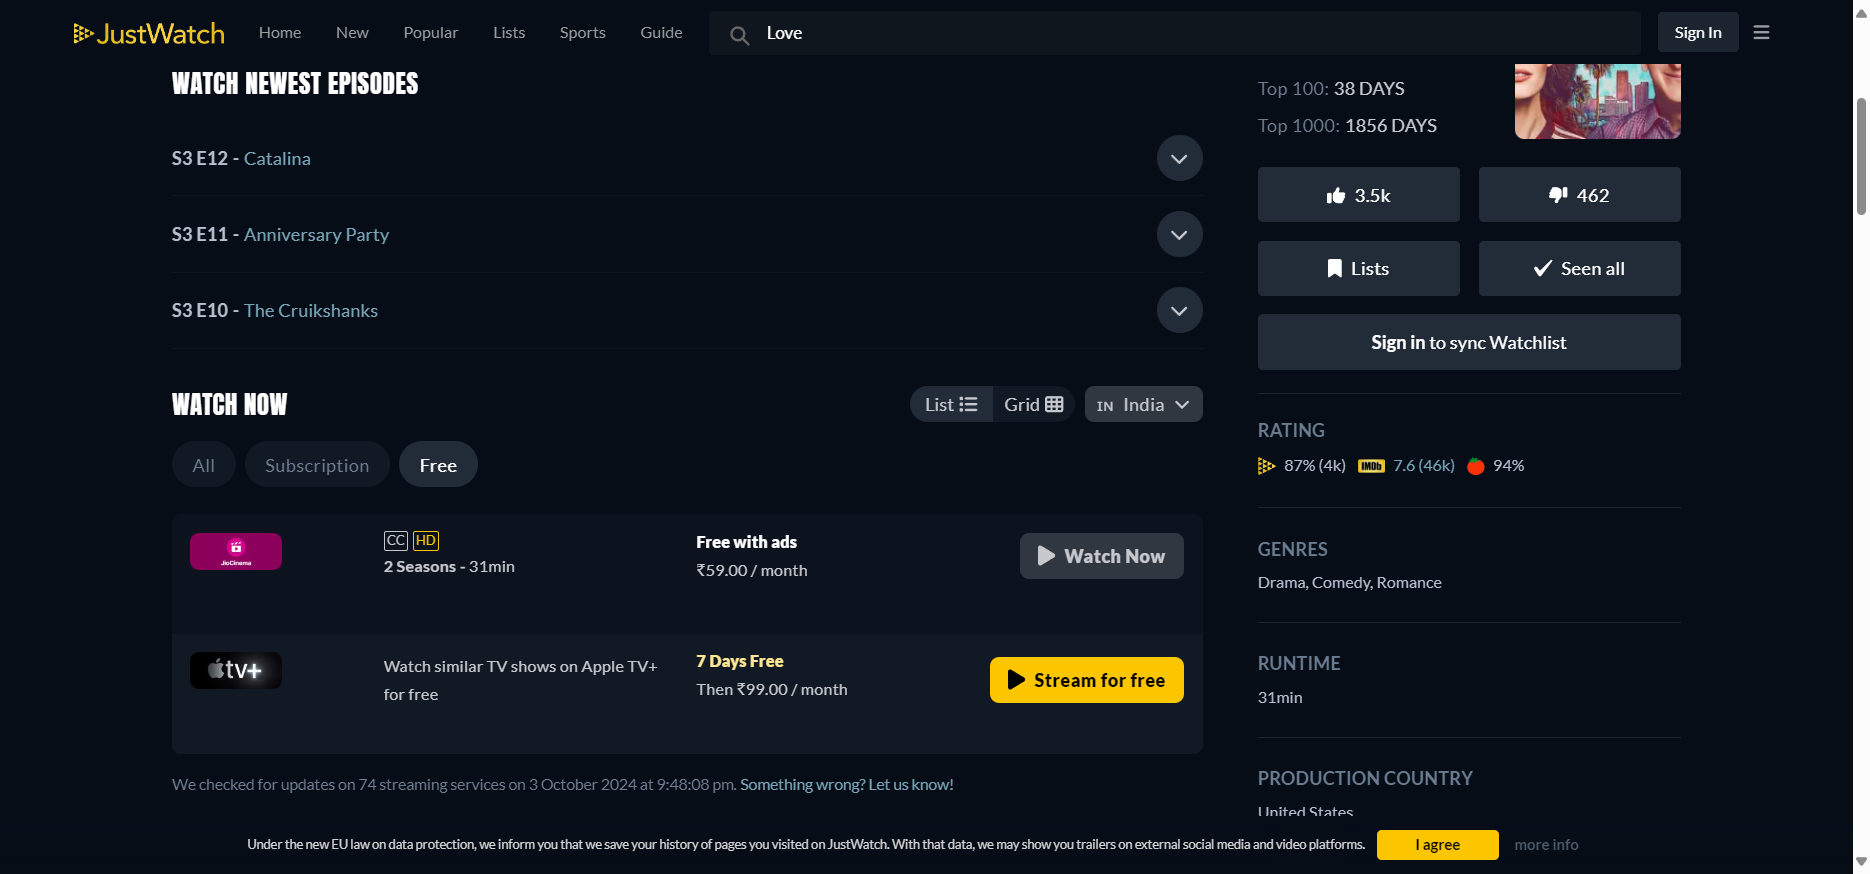 JustWatch
Home
New
Popular
Lists
Sports
Guide
Love
Sign In
WATCH NEWEST EPISODES
S3 E12 - Catalina
S3 E11 - Anniversary Party
S3 E10 - The Cruikshanks
WATCH NOW
List
Grid
IN India
All
Subscription
Free
JioCinema
CC HD
2 Seasons - 31min
Free with ads
₹59.00 / month
Watch Now
tv+
Watch similar TV shows on Apple TV+
for free
7 Days Free
Then ₹99.00 / month
Stream for free
We checked for updates on 74 streaming services on 3 October 2024 at 9:48:08 pm. Something wrong? Let us know!
Top 100: 38 DAYS
Top 1000: 1856 DAYS
3.5k
462
Lists
Seen all
Sign in to sync Watchlist
RATING
87% (4k) IMDb 7.6 (46k) 94%
GENRES
Drama, Comedy, Romance
RUNTIME
31min
PRODUCTION COUNTRY
United States
Under the new EU law on data protection, we inform you that we save your history of pages you visited on JustWatch. With that data, we may show you trailers on external social media and video platforms.
I agree
more info